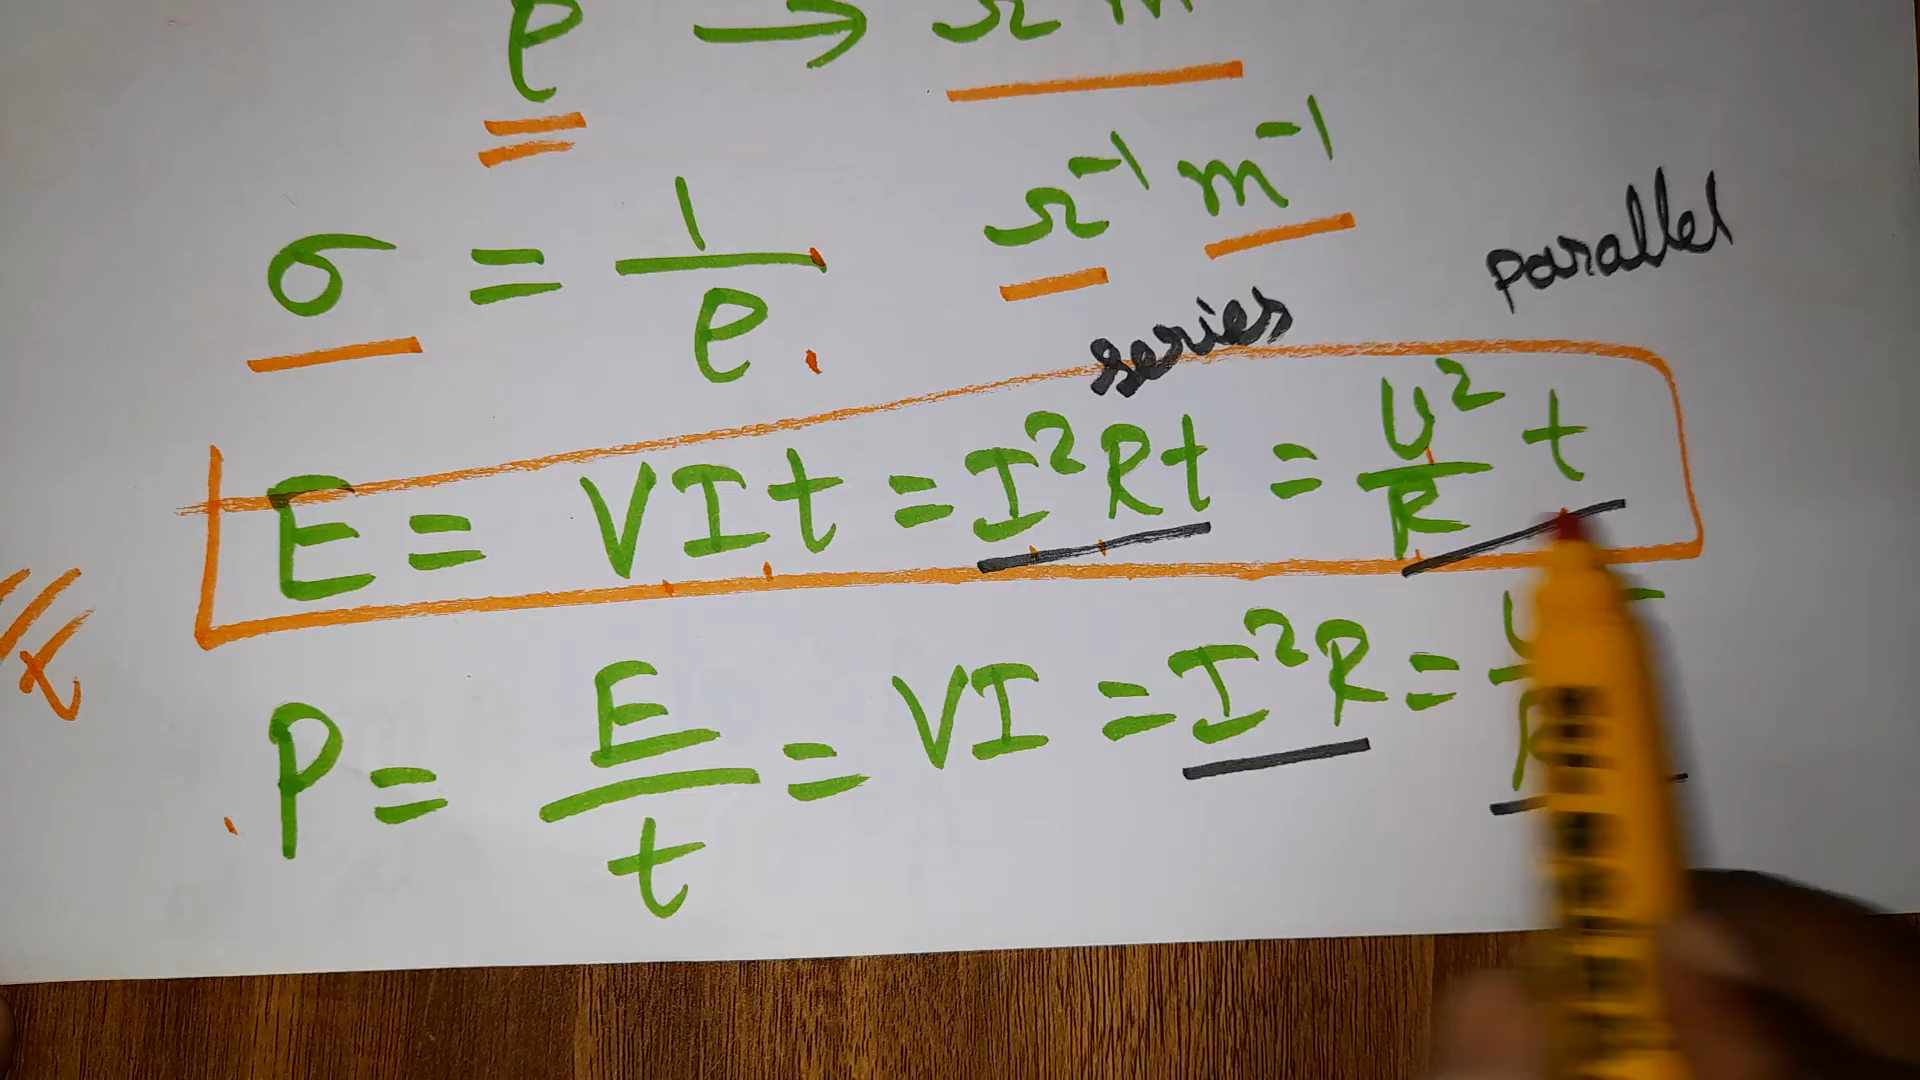 ρ → Ω m
σ = 1/ρ Ω⁻¹ m⁻¹
series parallel
E = VIt = I²Rt = V²/R t
P = E/t = VI = I²R =
t